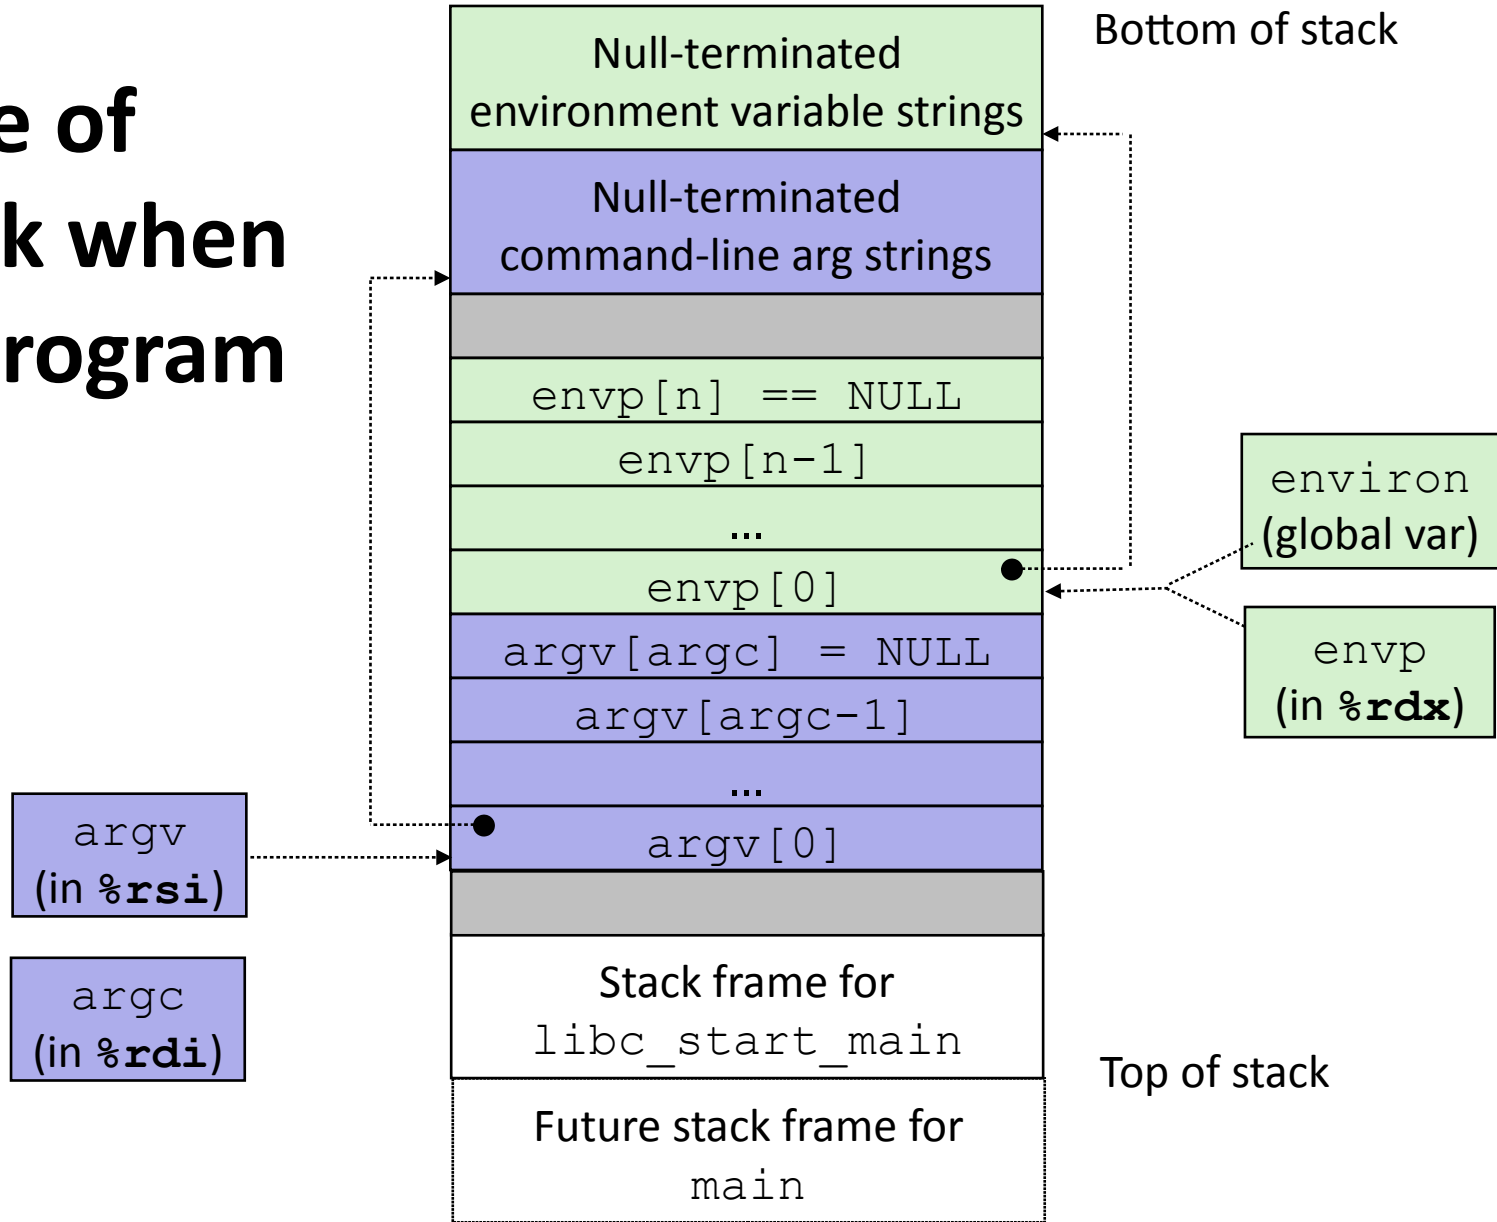 e of
k when
rogram
Bottom of stack
Null-terminated
environment variable strings
Null-terminated
command-line arg strings
envp[n] == NULL
envp[n-1]
...
envp[0]
argv[argc] = NULL
argv[argc-1]
...
argv[0]
environ
(global var)
envp
(in %rdx)
argv
(in %rsi)
argc
(in %rdi)
Stack frame for
libc_start_main
Top of stack
Future stack frame for
main